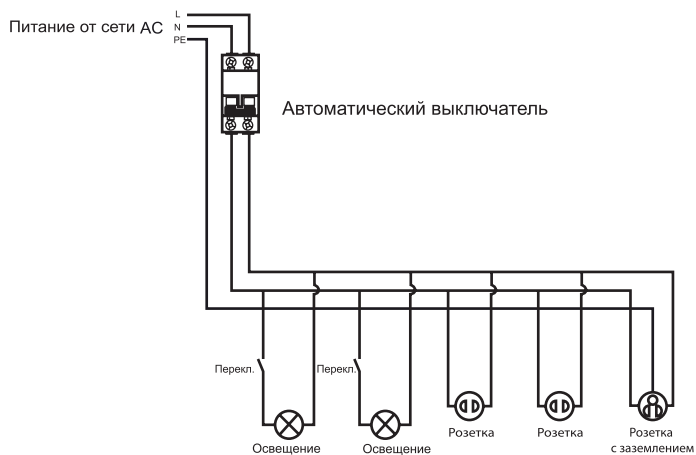 L
Питание от сети AC
N
PE
Автоматический выключатель
Перекл.
Перекл.
Освещение
Освещение
Розетка
Розетка
Розетка
с заземлением